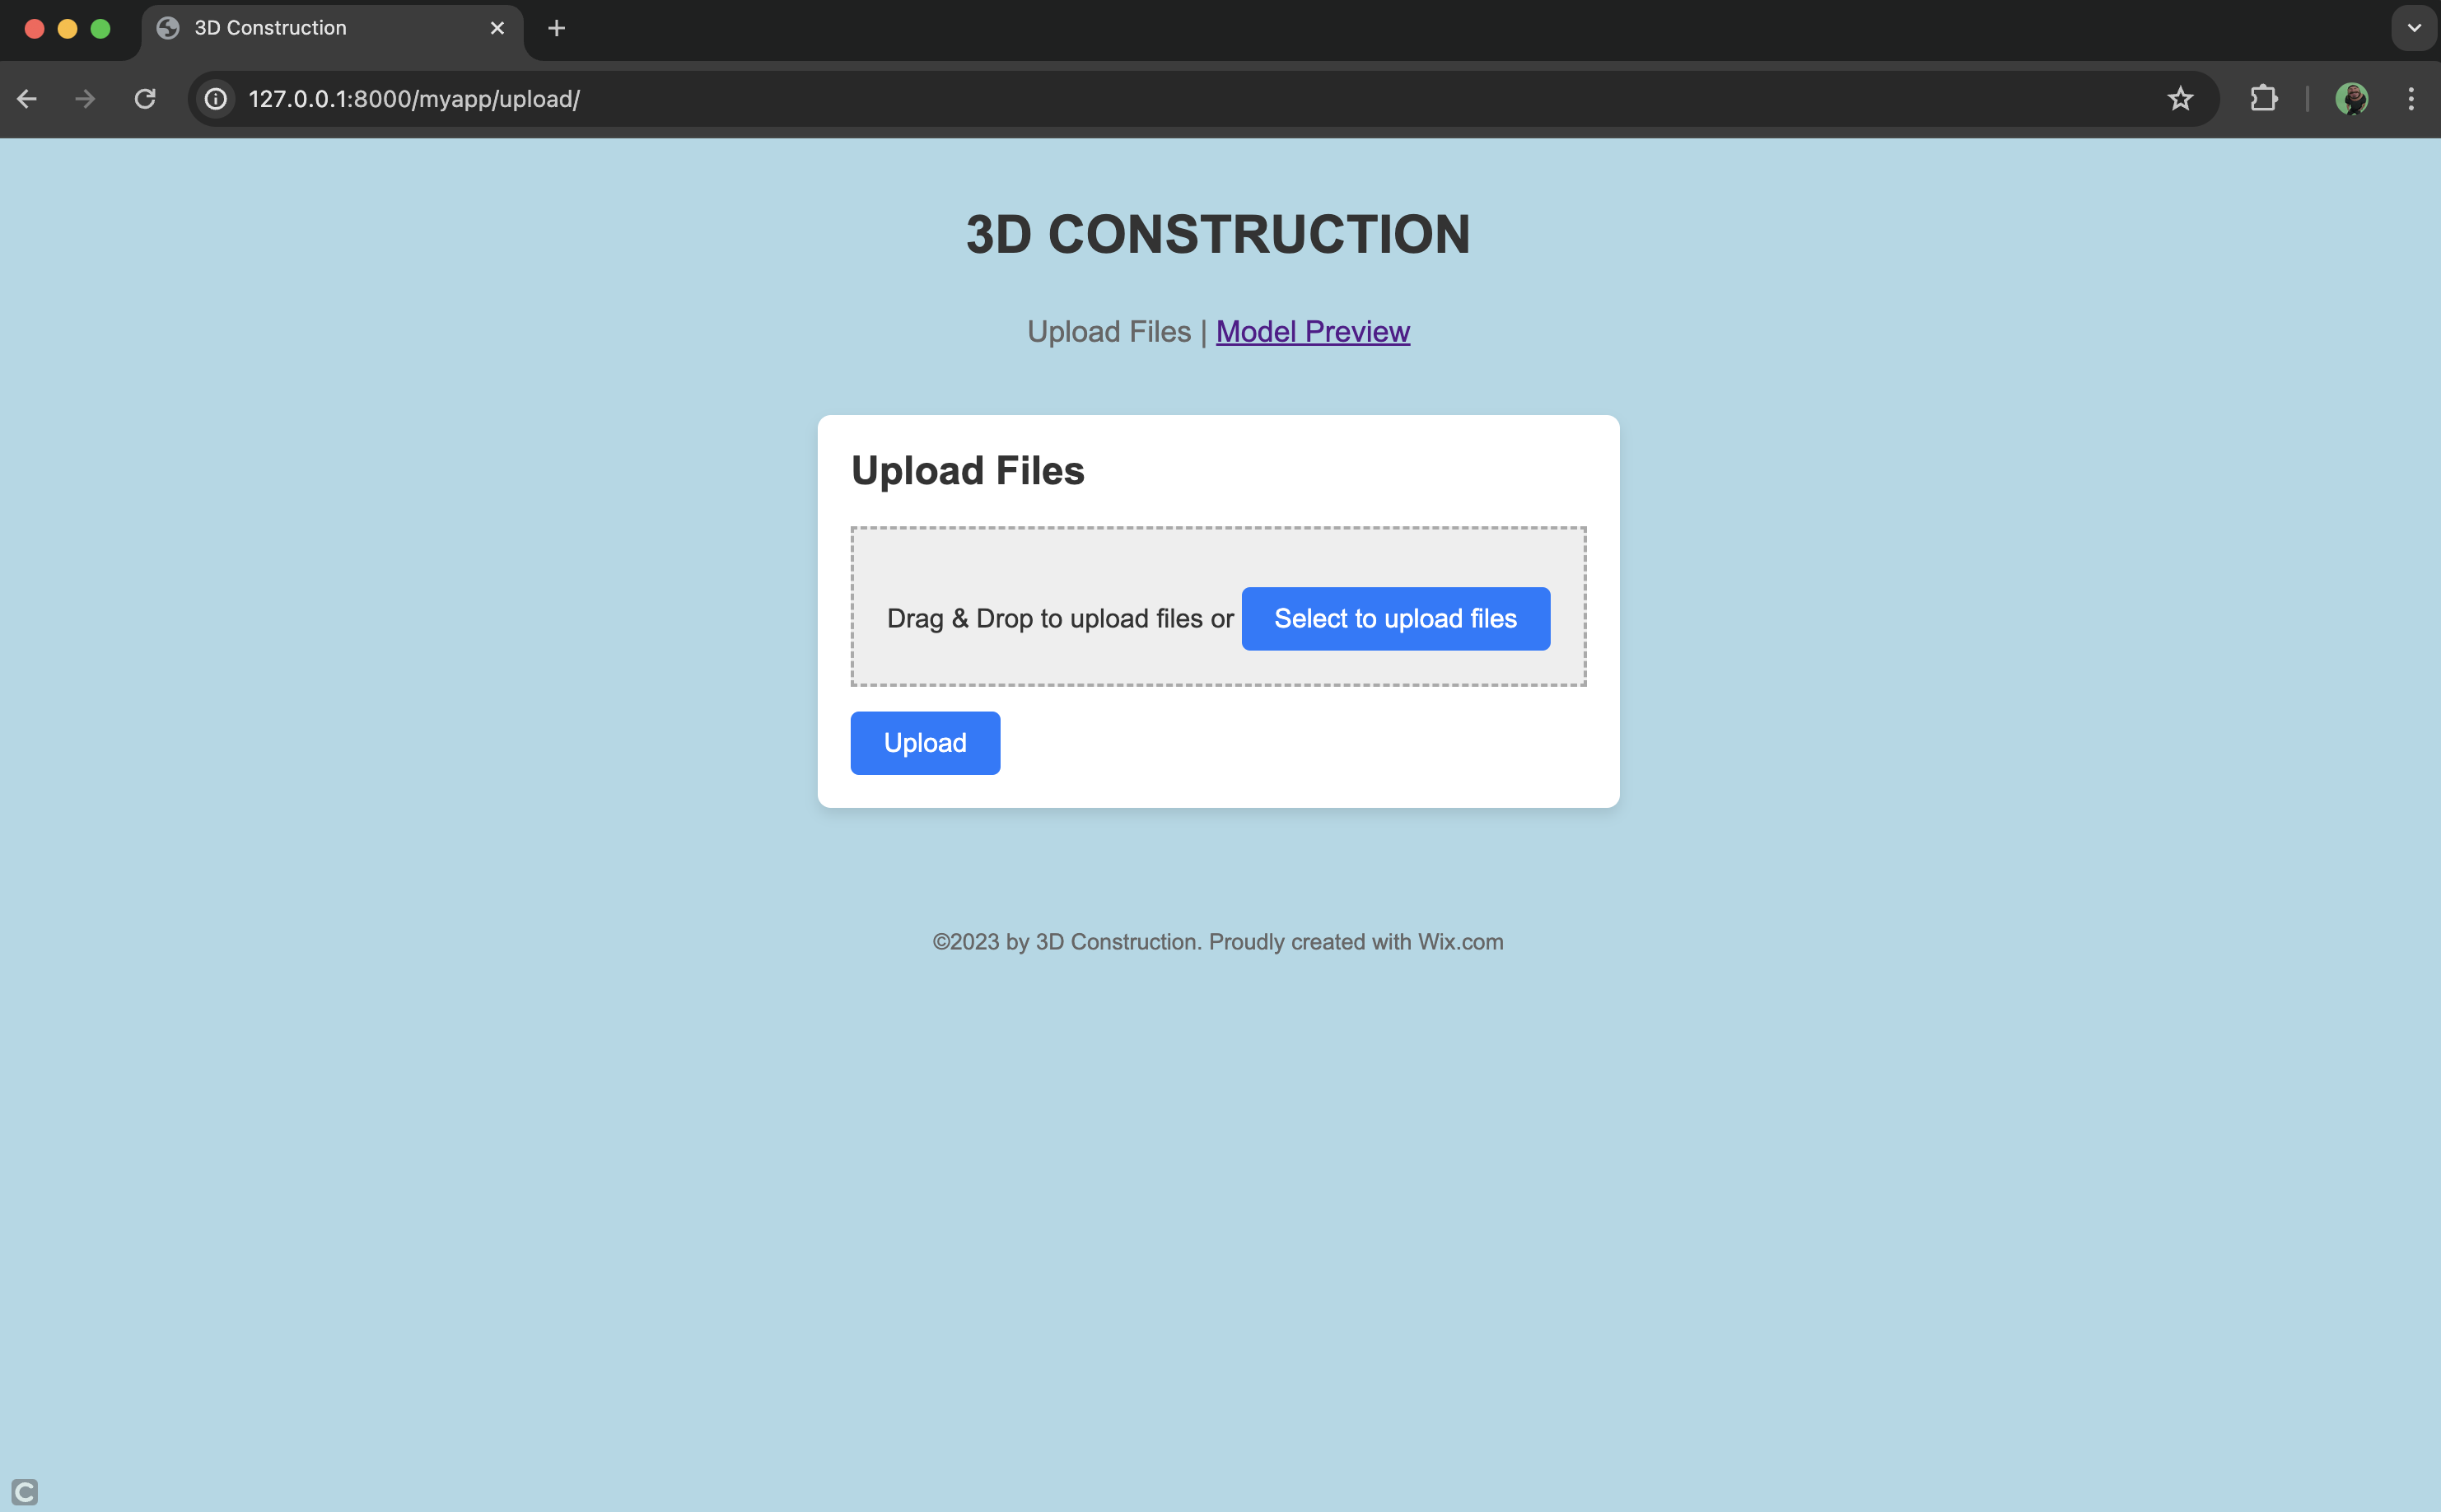 3D Construction
127.0.0.1:8000/myapp/upload/
3D CONSTRUCTION
Upload Files | Model Preview
Upload Files
Drag & Drop to upload files or Select to upload files
Upload
©2023 by 3D Construction. Proudly created with Wix.com
C